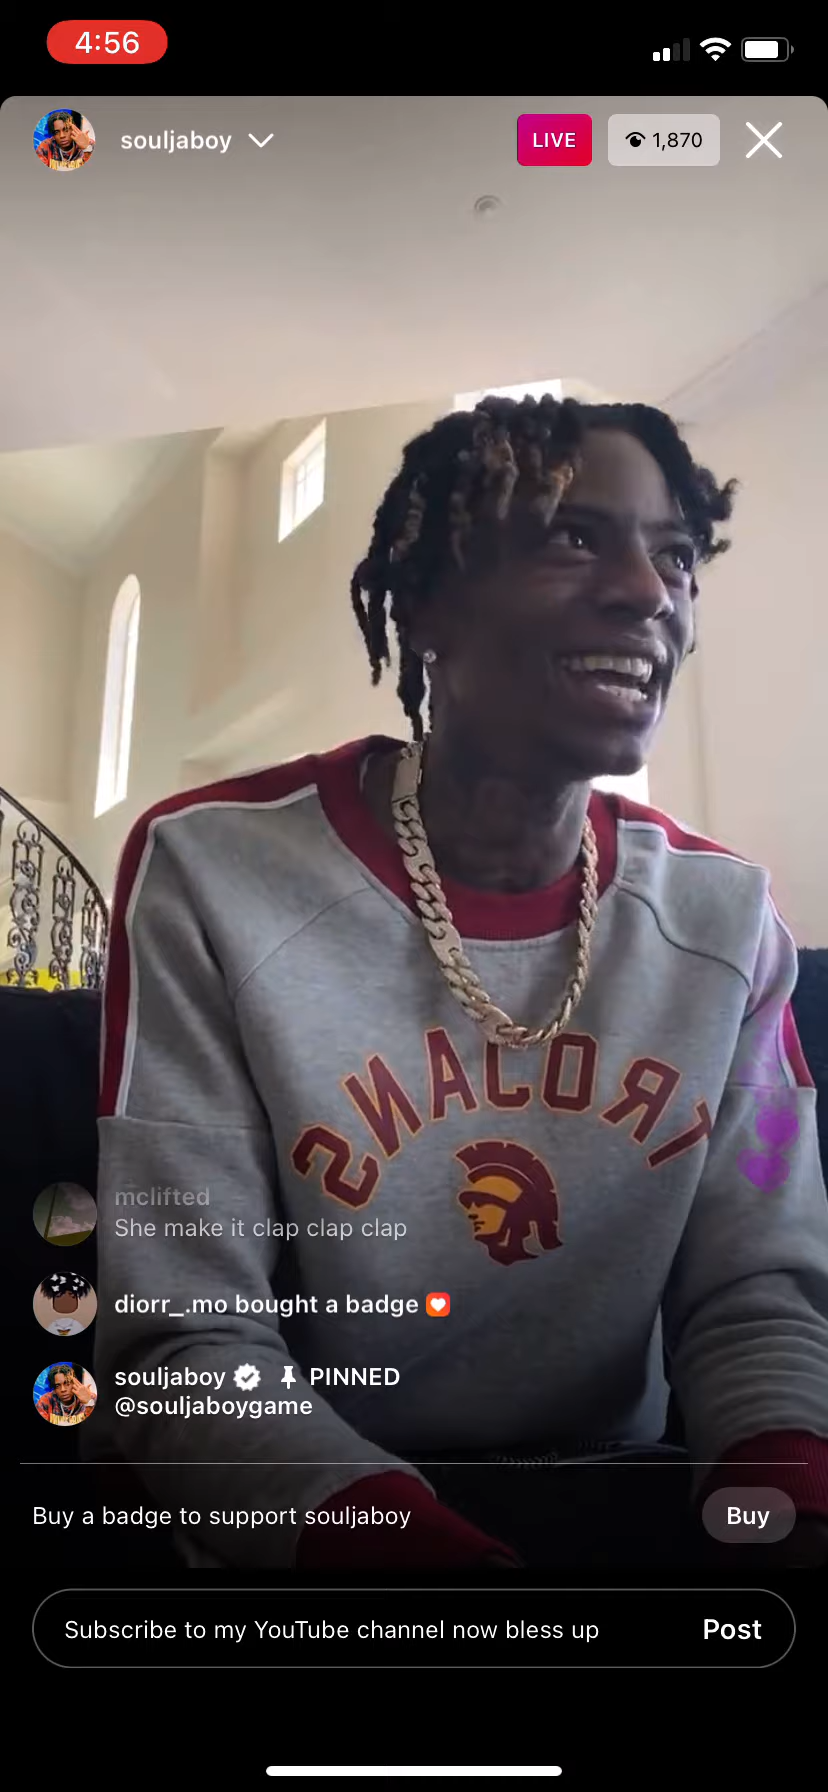 4:56
souljaboy
LIVE
1,870
TROJANS
mclifted
She make it clap clap clap
diorr_.mo bought a badge
souljaboy PINNED
@souljaboygame
Buy a badge to support souljaboy
Buy
Subscribe to my YouTube channel now bless up
Post